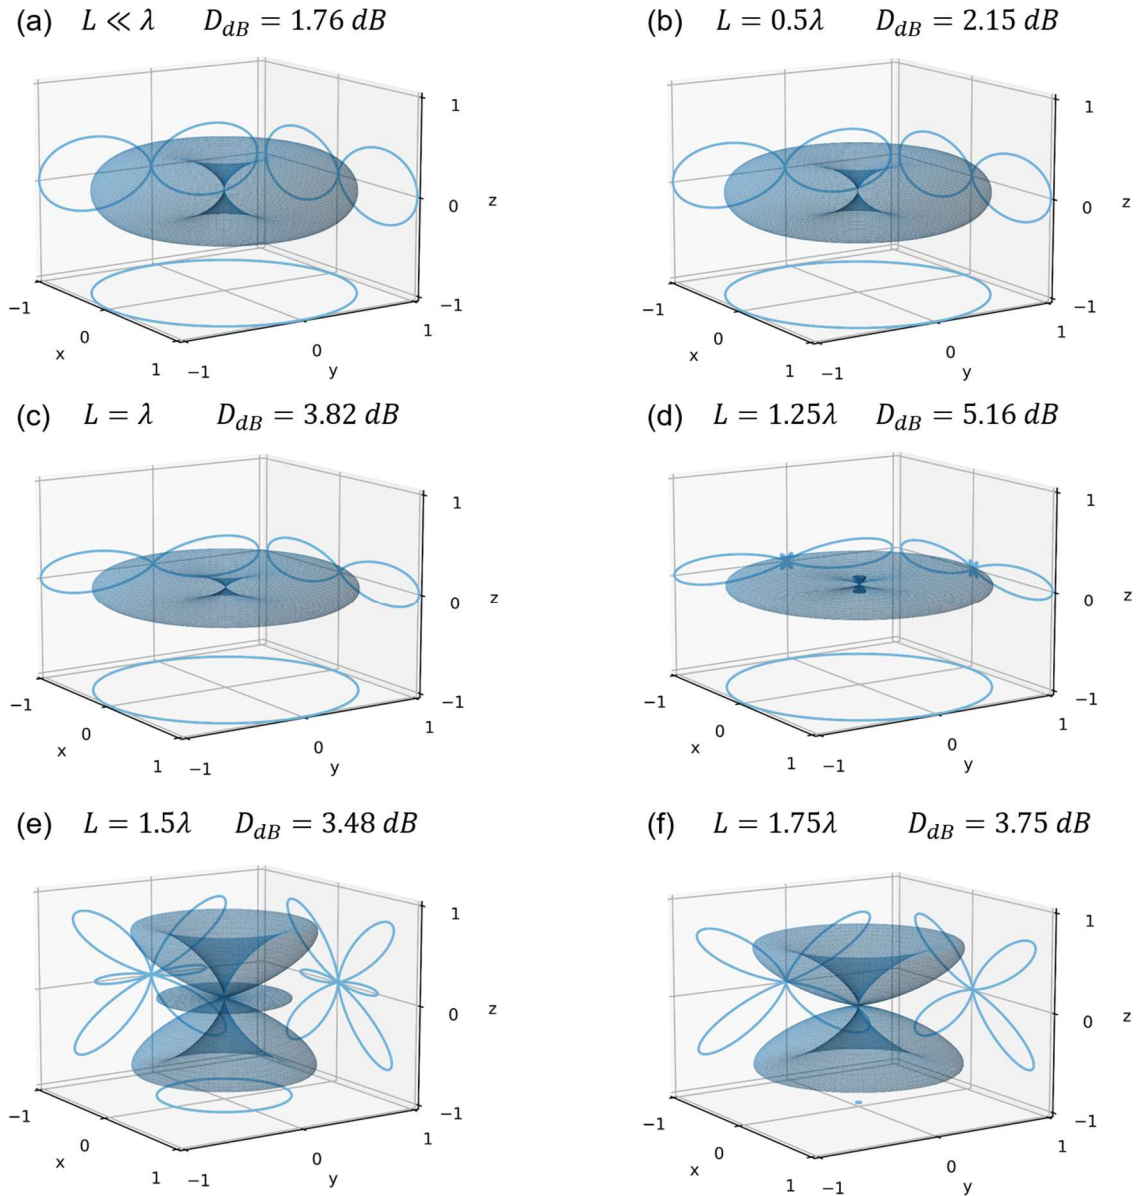 (a) L ≪ λ D_dB = 1.76 dB
(b) L = 0.5λ D_dB = 2.15 dB
1
0
z
−1
−1
0
x
1
−1
0
y
1
1
0
z
−1
−1
0
x
1
−1
0
y
1
(c) L = λ D_dB = 3.82 dB
(d) L = 1.25λ D_dB = 5.16 dB
1
0
z
−1
−1
0
x
1
−1
0
y
1
1
0
z
−1
−1
0
x
1
−1
0
y
1
(e) L = 1.5λ D_dB = 3.48 dB
(f) L = 1.75λ D_dB = 3.75 dB
1
0
z
−1
−1
0
x
1
−1
0
y
1
1
0
z
−1
−1
0
x
1
−1
0
y
1